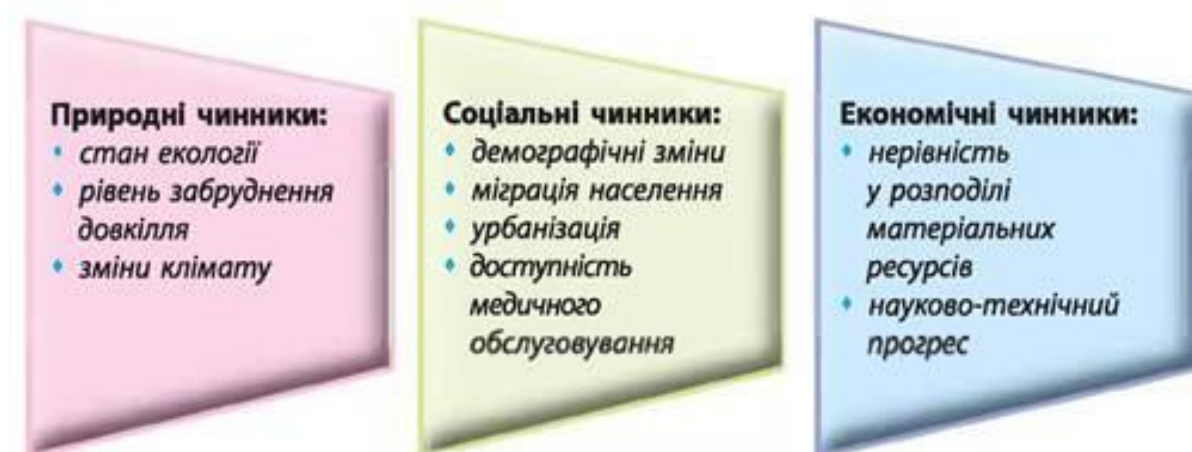 Природні чинники:
• стан екології
• рівень забруднення
довкілля
• зміни клімату
Соціальні чинники:
• демографічні зміни
• міграція населення
• урбанізація
• доступність
медичного
обслуговування
Економічні чинники:
• нерівність
у розподілі
матеріальних
ресурсів
• науково-технічний
прогрес